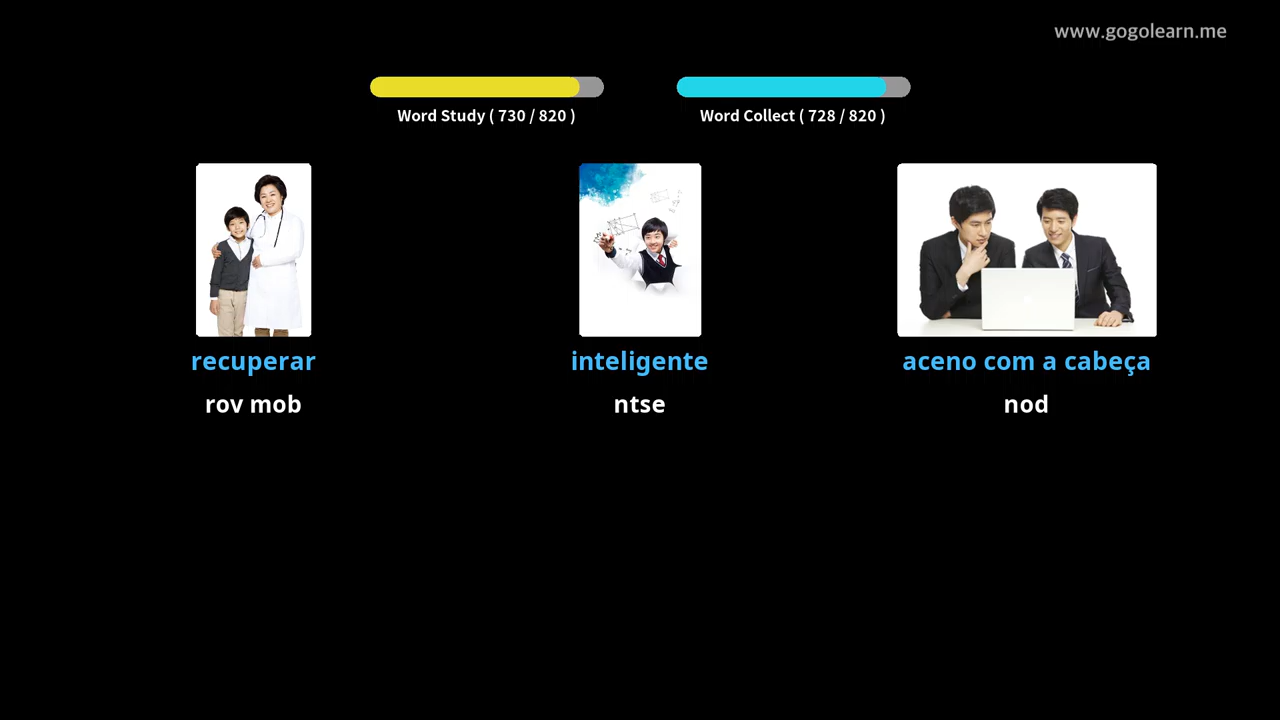 www.gogolearn.me
Word Study ( 730 / 820 )
Word Collect ( 728 / 820 )
recuperar
inteligente
aceno com a cabeça
rov mob
ntse
nod